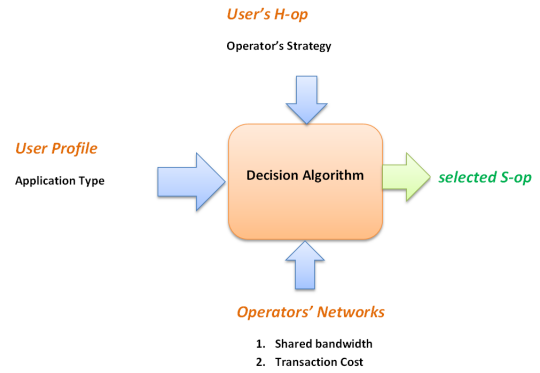 User's H-op
Operator's Strategy
User Profile
Application Type
Decision Algorithm
selected S-op
Operators' Networks
1. Shared bandwidth
2. Transaction Cost